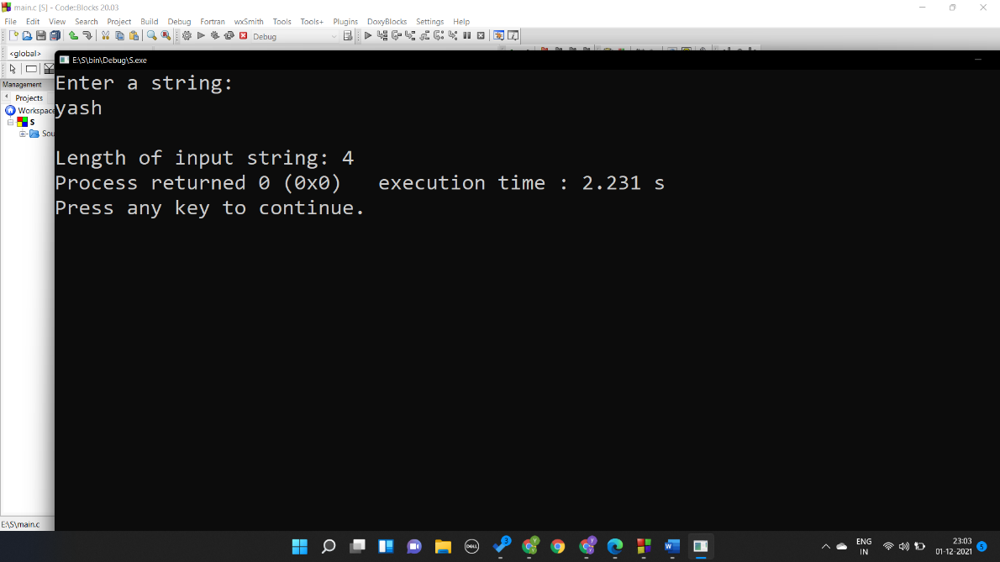 main.c [S] - Code::Blocks 20.03
File Edit View Search Project Build Debug Fortran wxSmith Tools Tools+ Plugins DoxyBlocks Settings Help
Debug
<global>
E:\S\bin\Debug\S.exe
Management
Projects
Workspace
S
Sou
Enter a string:
yash
Length of input string: 4
Process returned 0 (0x0)   execution time : 2.231 s
Press any key to continue.
E:\S\main.c
DELL
3
Y
Y
W
ENG
IN
23:03
01-12-2021
5